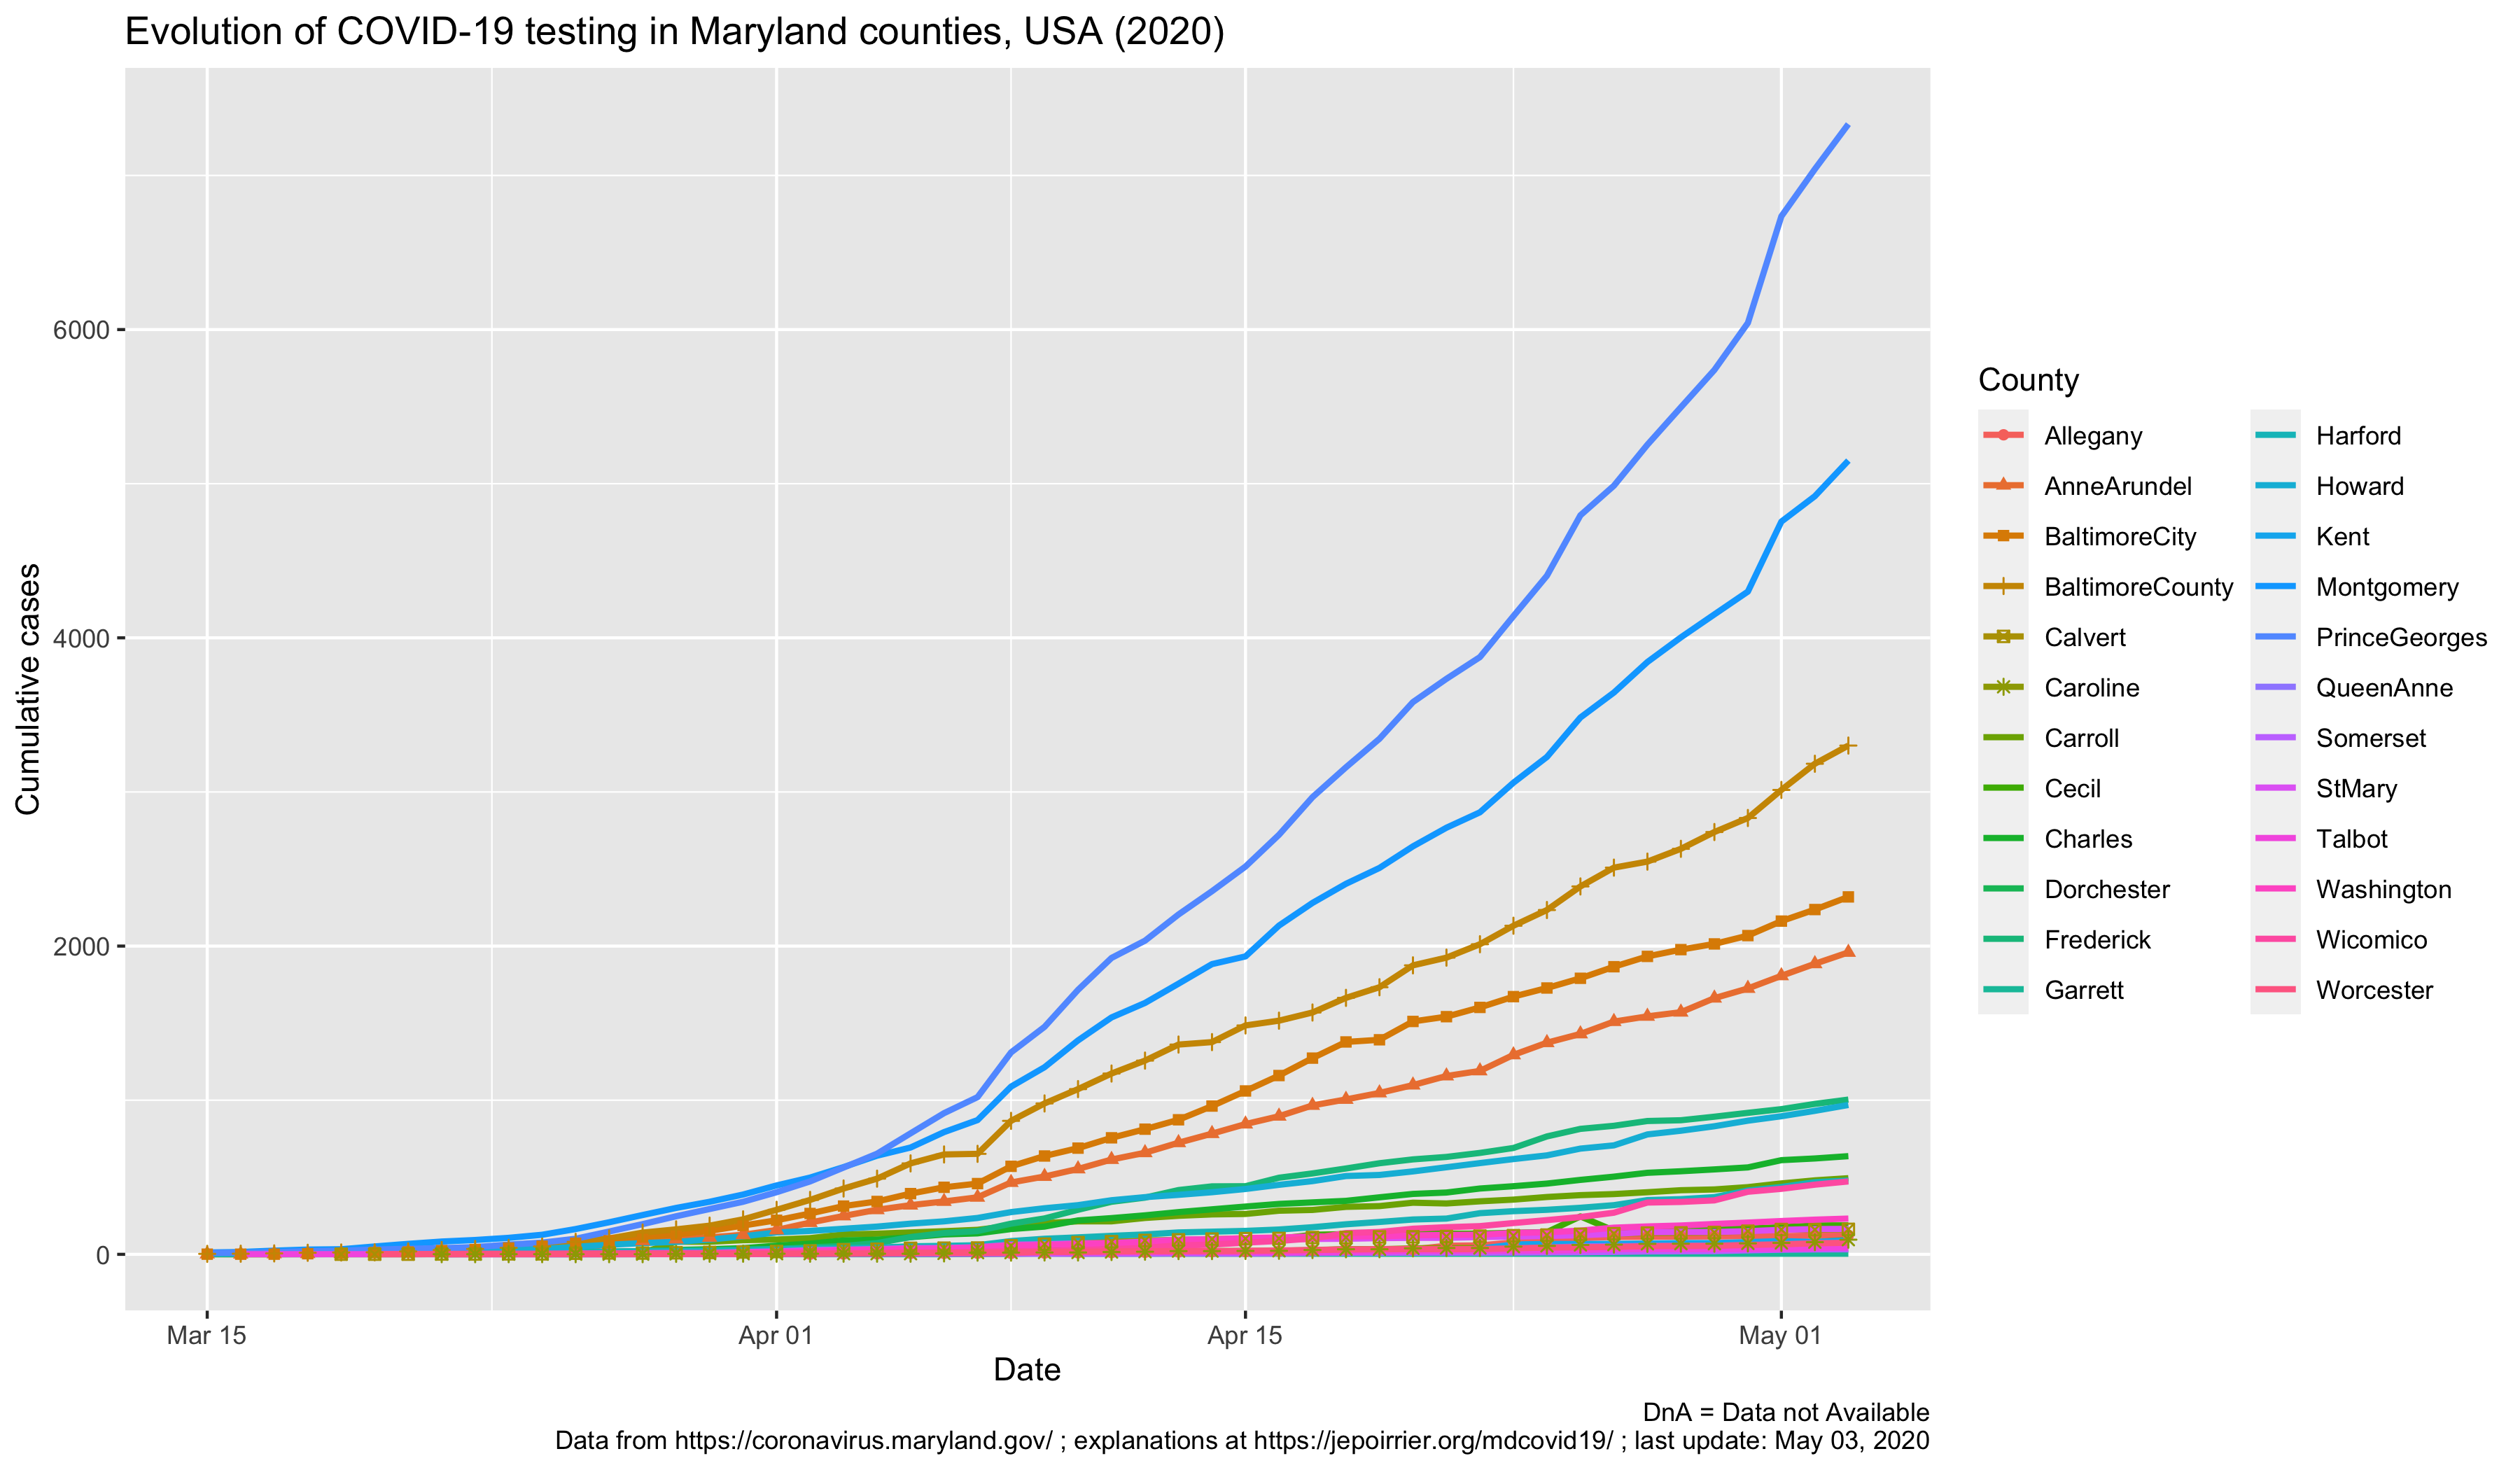 Evolution of COVID-19 testing in Maryland counties, USA (2020)
Cumulative cases
6000
4000
2000
0
Mar 15
Apr 01
Apr 15
May 01
Date
County
Allegany
AnneArundel
BaltimoreCity
BaltimoreCounty
Calvert
Caroline
Carroll
Cecil
Charles
Dorchester
Frederick
Garrett
Harford
Howard
Kent
Montgomery
PrinceGeorges
QueenAnne
Somerset
StMary
Talbot
Washington
Wicomico
Worcester
DnA = Data not Available
Data from https://coronavirus.maryland.gov/ ; explanations at https://jepoirrier.org/mdcovid19/ ; last update: May 03, 2020